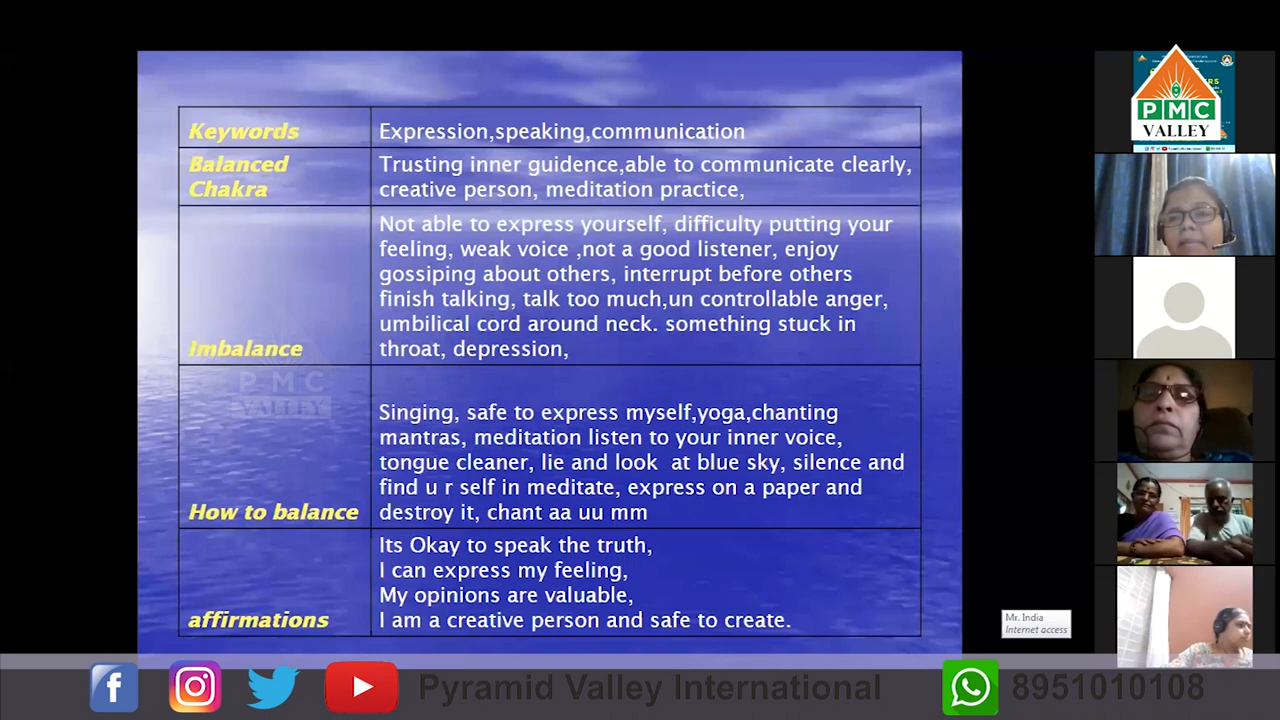 Keywords
Expression,speaking,communication
Balanced
Chakra
Trusting inner guidence,able to communicate clearly,
creative person, meditation practice,
Imbalance
Not able to express yourself, difficulty putting your
feeling, weak voice ,not a good listener, enjoy
gossiping about others, interrupt before others
finish talking, talk too much,un controllable anger,
umbilical cord around neck. something stuck in
throat, depression,
How to balance
Singing, safe to express myself,yoga,chanting
mantras, meditation listen to your inner voice,
tongue cleaner, lie and look at blue sky, silence and
find u r self in meditate, express on a paper and
destroy it, chant aa uu mm
affirmations
Its Okay to speak the truth,
I can express my feeling,
My opinions are valuable,
I am a creative person and safe to create.
PMC
VALLEY
PMC
VALLEY
Mr. India
Internet access
Pyramid Valley International
8951010108